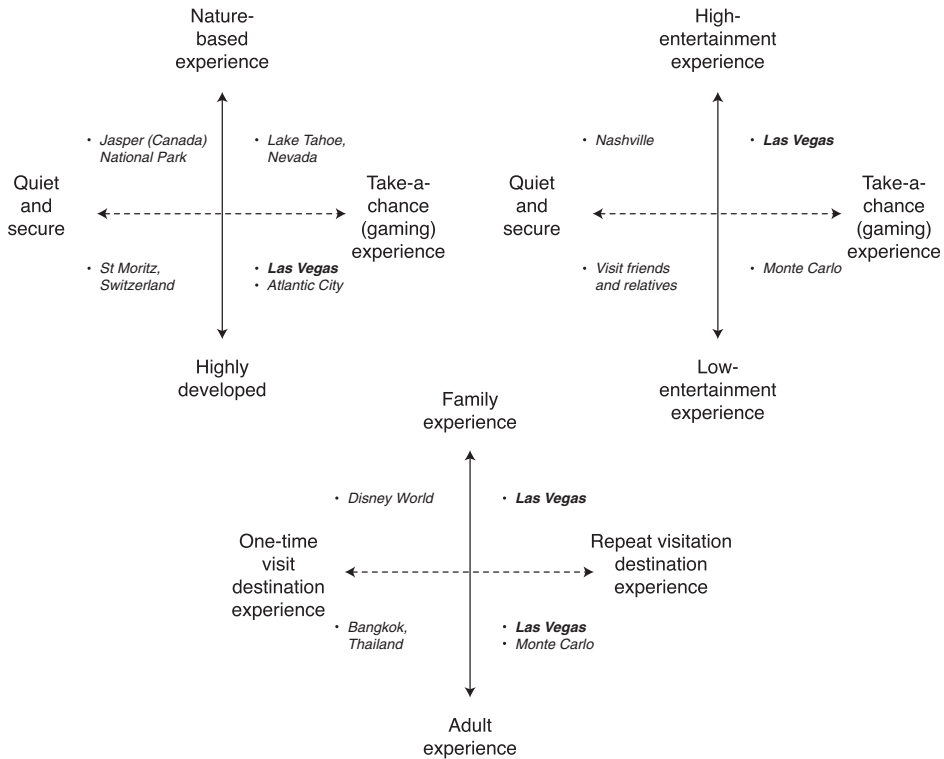 Nature-
based
experience
• Jasper (Canada)
National Park
• Lake Tahoe,
Nevada
Quiet
and
secure
Take-a-
chance
(gaming)
experience
• St Moritz,
Switzerland
• Las Vegas
• Atlantic City
Highly
developed
High-
entertainment
experience
• Nashville
• Las Vegas
Quiet
and
secure
Take-a-
chance
(gaming)
experience
• Visit friends
and relatives
• Monte Carlo
Low-
entertainment
experience
Family
experience
• Disney World
• Las Vegas
One-time
visit
destination
experience
Repeat visitation
destination
experience
• Bangkok,
Thailand
• Las Vegas
• Monte Carlo
Adult
experience